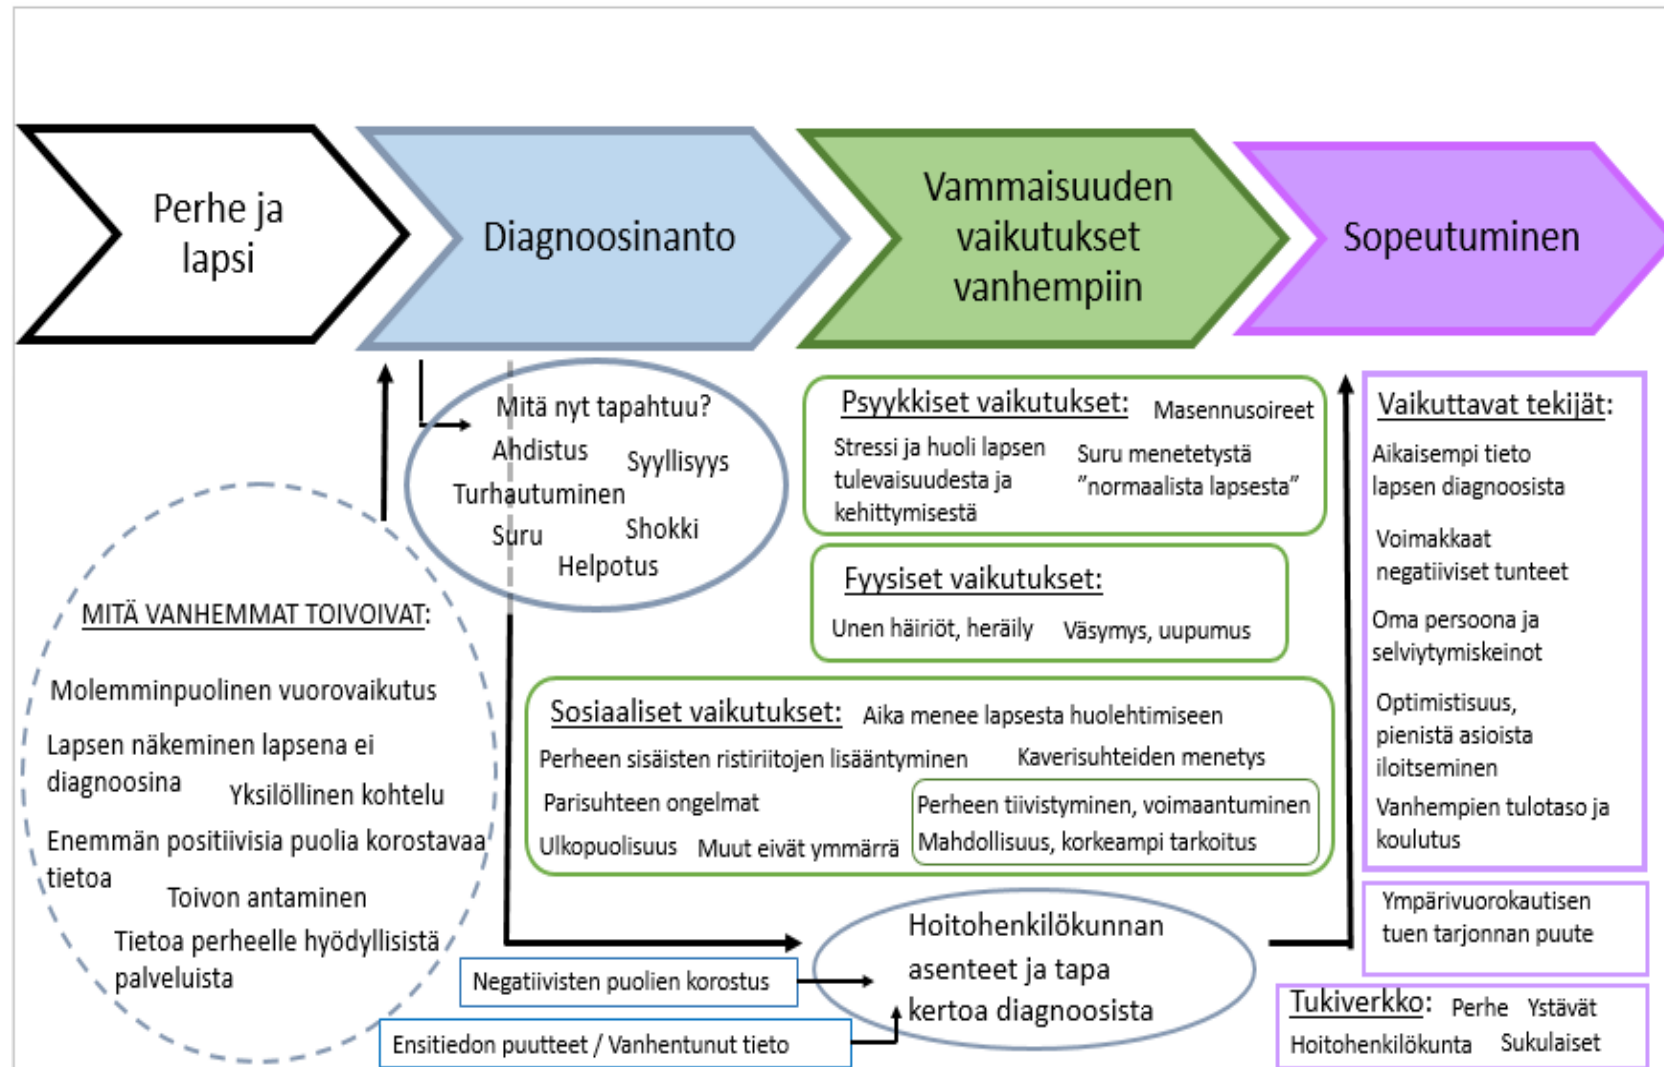 Perhe ja
lapsi
Diagnoosinanto
Vammaisuuden
vaikutukset
vanhempiin
Sopeutuminen
MITÄ VANHEMMAT TOIVOIVAT:
Molemminpuolinen vuorovaikutus
Lapsen näkeminen lapsena ei
diagnoosina
Yksilöllinen kohtelu
Enemmän positiivisia puolia korostavaa
tietoa
Toivon antaminen
Tietoa perheelle hyödyllisistä
palveluista
Mitä nyt tapahtuu?
Ahdistus
Syyllisyys
Turhautuminen
Suru
Shokki
Helpotus
Psyykkiset vaikutukset:
Masennusoireet
Stressi ja huoli lapsen
tulevaisuudesta ja
kehittymisestä
Suru menetetystä
"normaalista lapsesta"
Fyysiset vaikutukset:
Unen häiriöt, heräily
Väsymys, uupumus
Sosiaaliset vaikutukset:
Aika menee lapsesta huolehtimiseen
Perheen sisäisten ristiriitojen lisääntyminen
Kaverisuhteiden menetys
Parisuhteen ongelmat
Ulkopuolisuus
Muut eivät ymmärrä
Perheen tiivistyminen, voimaantuminen
Mahdollisuus, korkeampi tarkoitus
Hoitohenkilökunnan
asenteet ja tapa
kertoa diagnoosista
Negatiivisten puolien korostus
Ensitiedon puutteet / Vanhentunut tieto
Vaikuttavat tekijät:
Aikaisempi tieto
lapsen diagnoosista
Voimakkaat
negatiiviset tunteet
Oma persoona ja
selviytymiskeinot
Optimistisuus,
pienistä asioista
iloitseminen
Vanhempien tulotaso ja
koulutus
Ympärivuorokautisen
tuen tarjonnan puute
Tukiverkko: Perhe Ystävät
Hoitohenkilökunta Sukulaiset